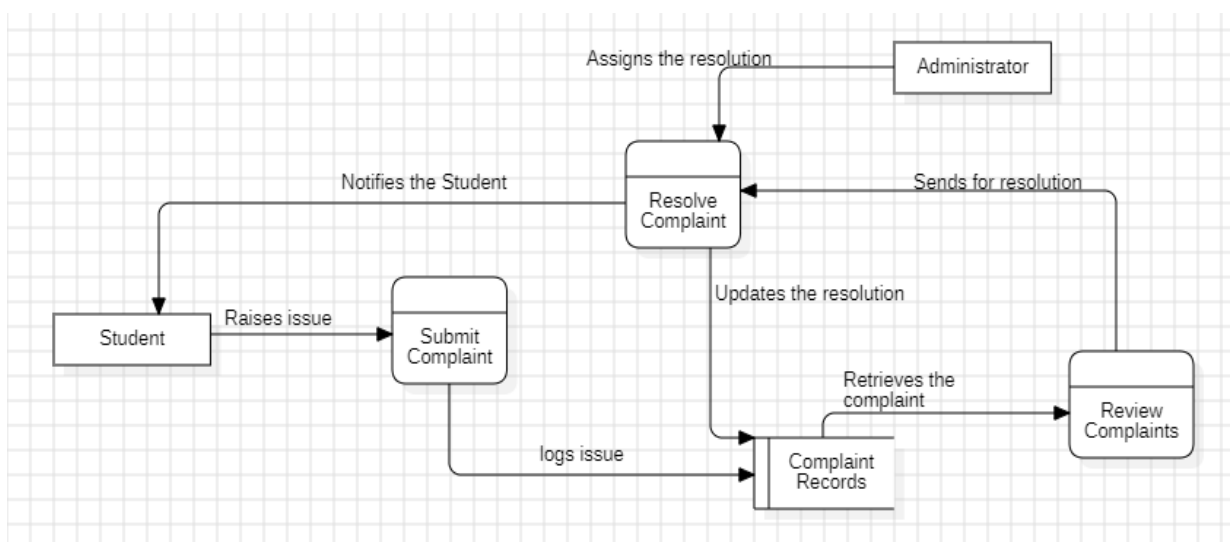 Assigns the resolution
Administrator
Notifies the Student
Resolve
Complaint
Sends for resolution
Updates the resolution
Raises issue
Student
Submit
Complaint
Retrieves the
complaint
Review
Complaints
logs issue
Complaint
Records